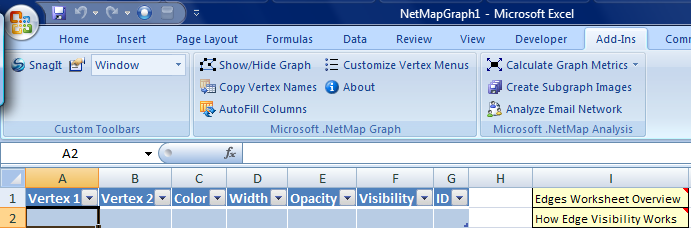 NetMapGraph1 - Microsoft Excel
Home Insert Page Layout Formulas Data Review View Developer Add-Ins Com
SnagIt Window Show/Hide Graph Customize Vertex Menus Calculate Graph Metrics
Copy Vertex Names About Create Subgraph Images
AutoFill Columns Analyze Email Network
Custom Toolbars Microsoft .NetMap Graph Microsoft .NetMap Analysis
A2 fx
A B C D E F G H I
1 Vertex 1 Vertex 2 Color Width Opacity Visibility ID Edges Worksheet Overview
2 How Edge Visibility Works